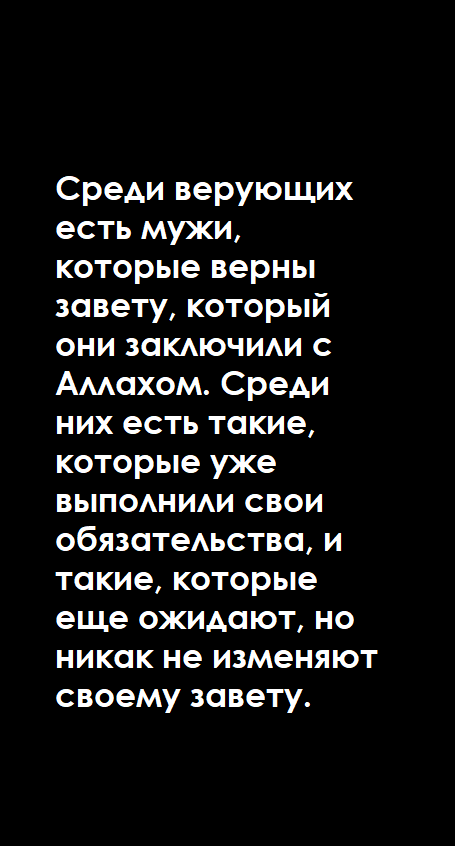 Среди верующих
есть мужи,
которые верны
завету, который
они заключили с
Аллахом. Среди
них есть такие,
которые уже
выполнили свои
обязательства, и
такие, которые
еще ожидают, но
никак не изменяют
своему завету.